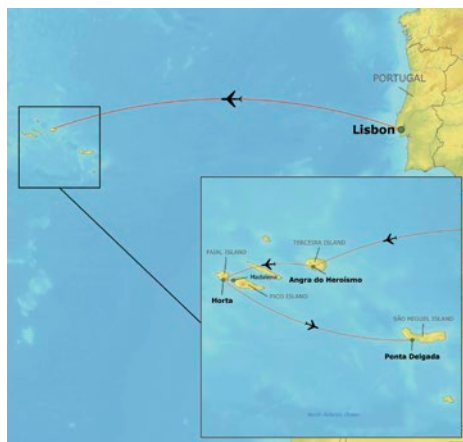 PORTUGAL
Lisbon
TERCEIRA ISLAND
FAIAL ISLAND
Madalena
Angra do Heroísmo
Horta
PICO ISLAND
SÃO MIGUEL ISLAND
Ponta Delgada
North Atlantic Ocean